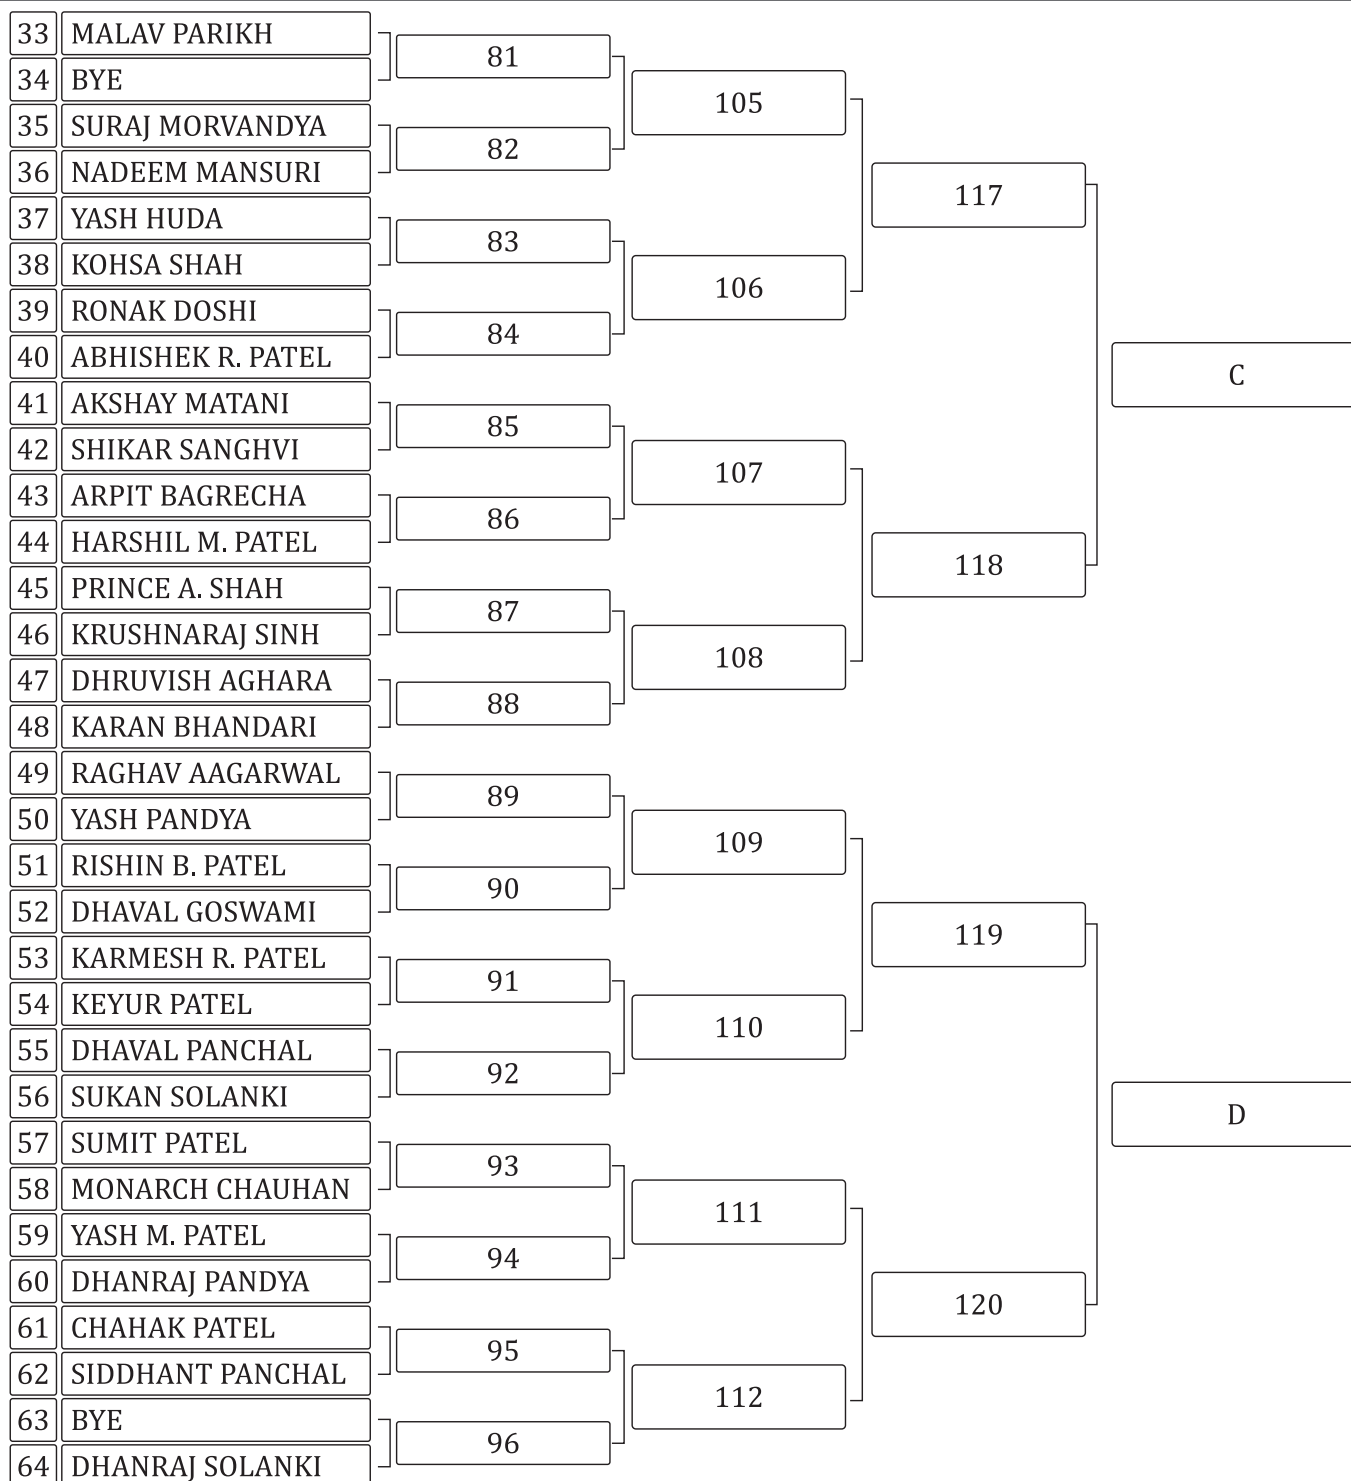 33 MALAV PARIKH
34 BYE
35 SURAJ MORVANDYA
36 NADEEM MANSURI
37 YASH HUDA
38 KOHSA SHAH
39 RONAK DOSHI
40 ABHISHEK R. PATEL
41 AKSHAY MATANI
42 SHIKAR SANGHVI
43 ARPIT BAGRECHA
44 HARSHIL M. PATEL
45 PRINCE A. SHAH
46 KRUSHNARAJ SINH
47 DHRUVISH AGHARA
48 KARAN BHANDARI
49 RAGHAV AAGARWAL
50 YASH PANDYA
51 RISHIN B. PATEL
52 DHAVAL GOSWAMI
53 KARMESH R. PATEL
54 KEYUR PATEL
55 DHAVAL PANCHAL
56 SUKAN SOLANKI
57 SUMIT PATEL
58 MONARCH CHAUHAN
59 YASH M. PATEL
60 DHANRAJ PANDYA
61 CHAHAK PATEL
62 SIDDHANT PANCHAL
63 BYE
64 DHANRAJ SOLANKI
81
82
83
84
85
86
87
88
89
90
91
92
93
94
95
96
105
106
107
108
109
110
111
112
117
118
119
120
C
D